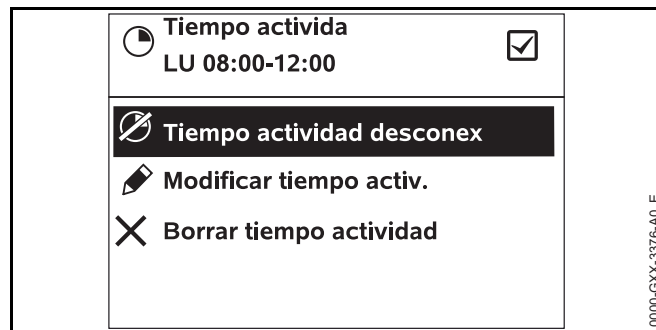 Tiempo activida
LU 08:00-12:00
Tiempo actividad desconex
Modificar tiempo activ.
Borrar tiempo actividad
0000-GXX-3376-A0_E